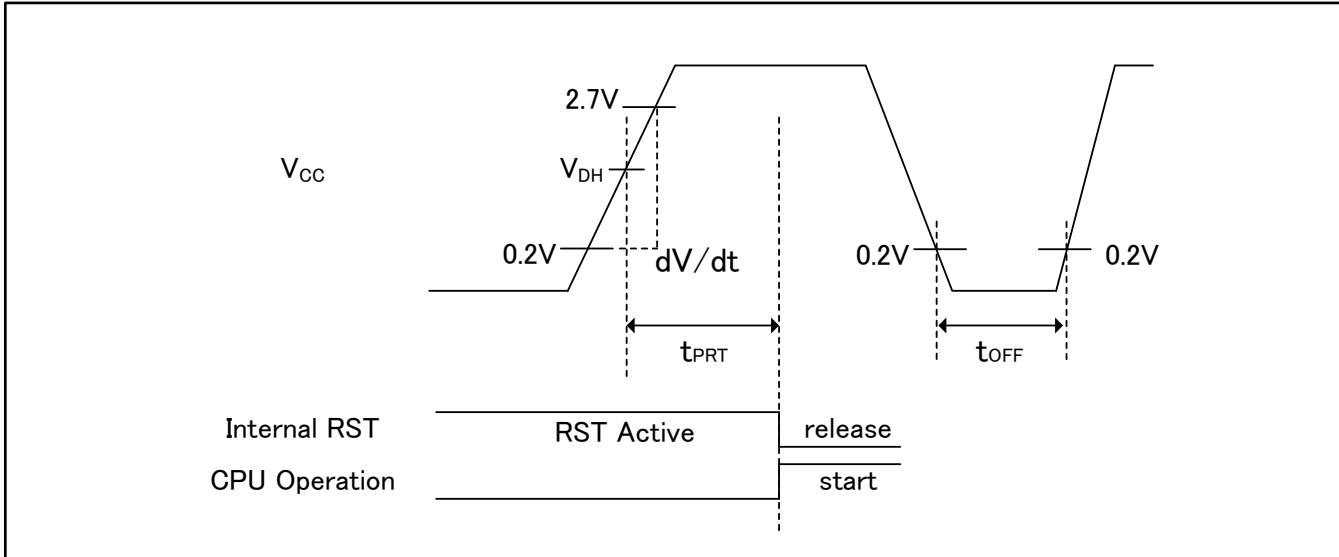 2.7V
VCC
VDH
0.2V
dV/dt
0.2V
0.2V
tPRT
tOFF
Internal RST
RST Active
release
CPU Operation
start